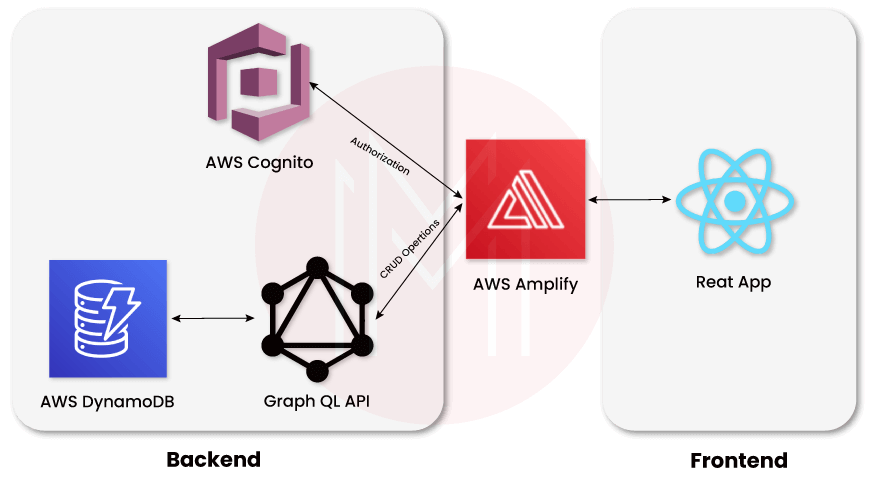 AWS Cognito
Authorization
CRUD Opertions
AWS Amplify
Reat App
AWS DynamoDB
Graph QL API
Backend
Frontend